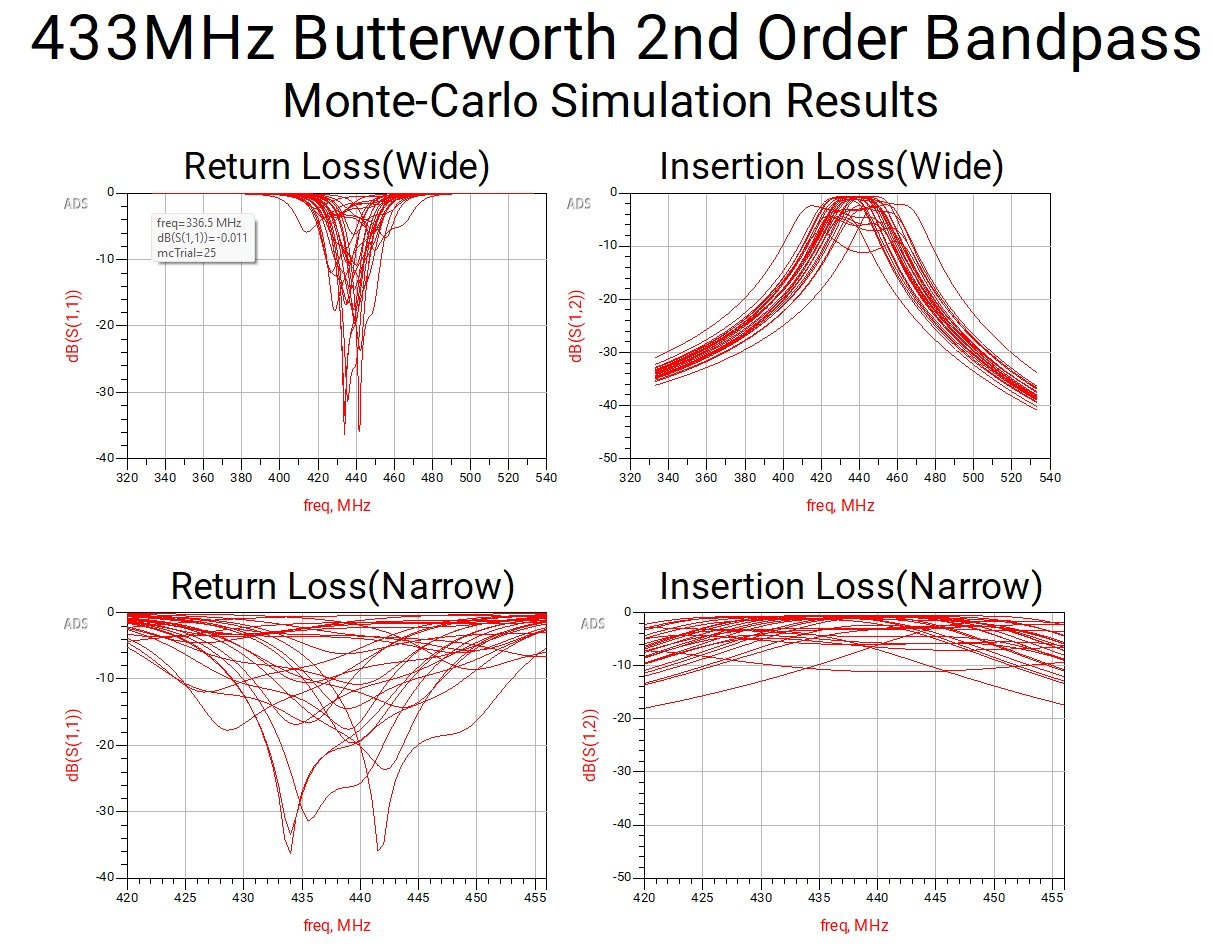 433MHz Butterworth 2nd Order Bandpass
Monte-Carlo Simulation Results
Return Loss(Wide)
ADS
freq=336.5 MHz
dB(S(1,1))=-0.011
mcTrial=25
0
-10
-20
-30
-40
dB(S(1,1))
320 340 360 380 400 420 440 460 480 500 520 540
freq, MHz
Insertion Loss(Wide)
ADS
0
-10
-20
-30
-40
-50
dB(S(1,2))
320 340 360 380 400 420 440 460 480 500 520 540
freq, MHz
Return Loss(Narrow)
ADS
0
-10
-20
-30
-40
dB(S(1,1))
420 425 430 435 440 445 450 455
freq, MHz
Insertion Loss(Narrow)
ADS
0
-10
-20
-30
-40
-50
dB(S(1,2))
420 425 430 435 440 445 450 455
freq, MHz